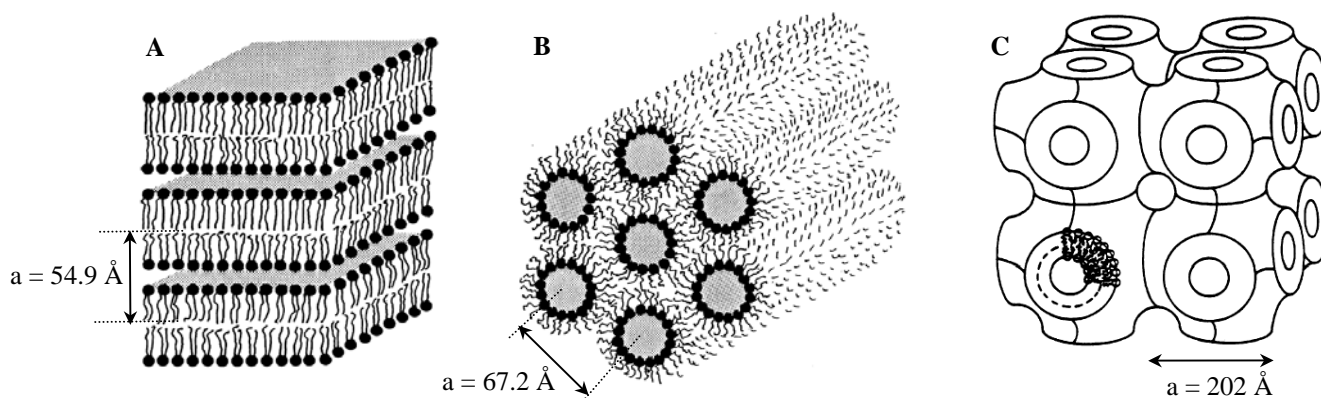 A
B
C
a = 54.9 Å
a = 67.2 Å
a = 202 Å